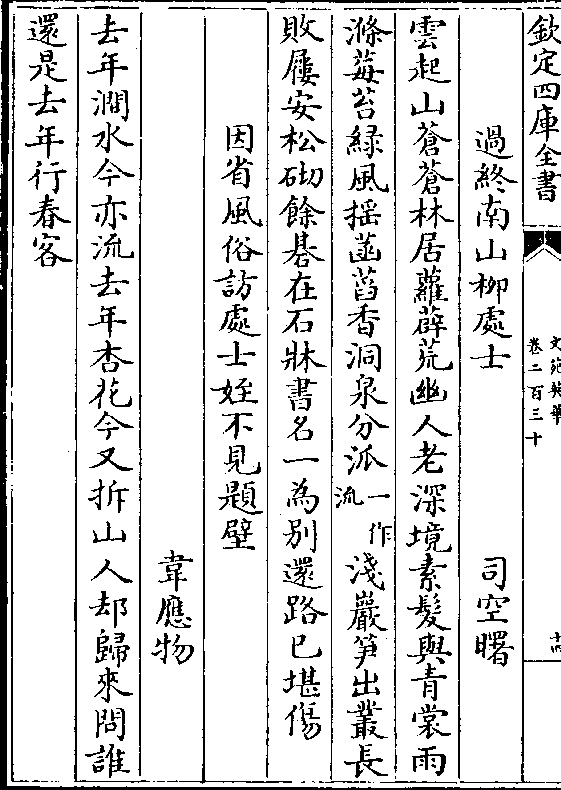 欽定四庫全書
文苑英華
卷二百三十
十四
過終南山柳處士 司空曙
雲起山蒼蒼林居蘿薜荒幽人老深境素髮與青裳雨
滌莓苔緑風揺菡萏香洞泉分泒一作流淺巖笋出叢長
敗屨安松砌餘棊在石牀書名一為別還路已堪傷
因省風俗訪處士姪不見題壁
韋應物
去年澗水今亦流去年杏花今又拆山人却歸來問誰
還是去年行春客